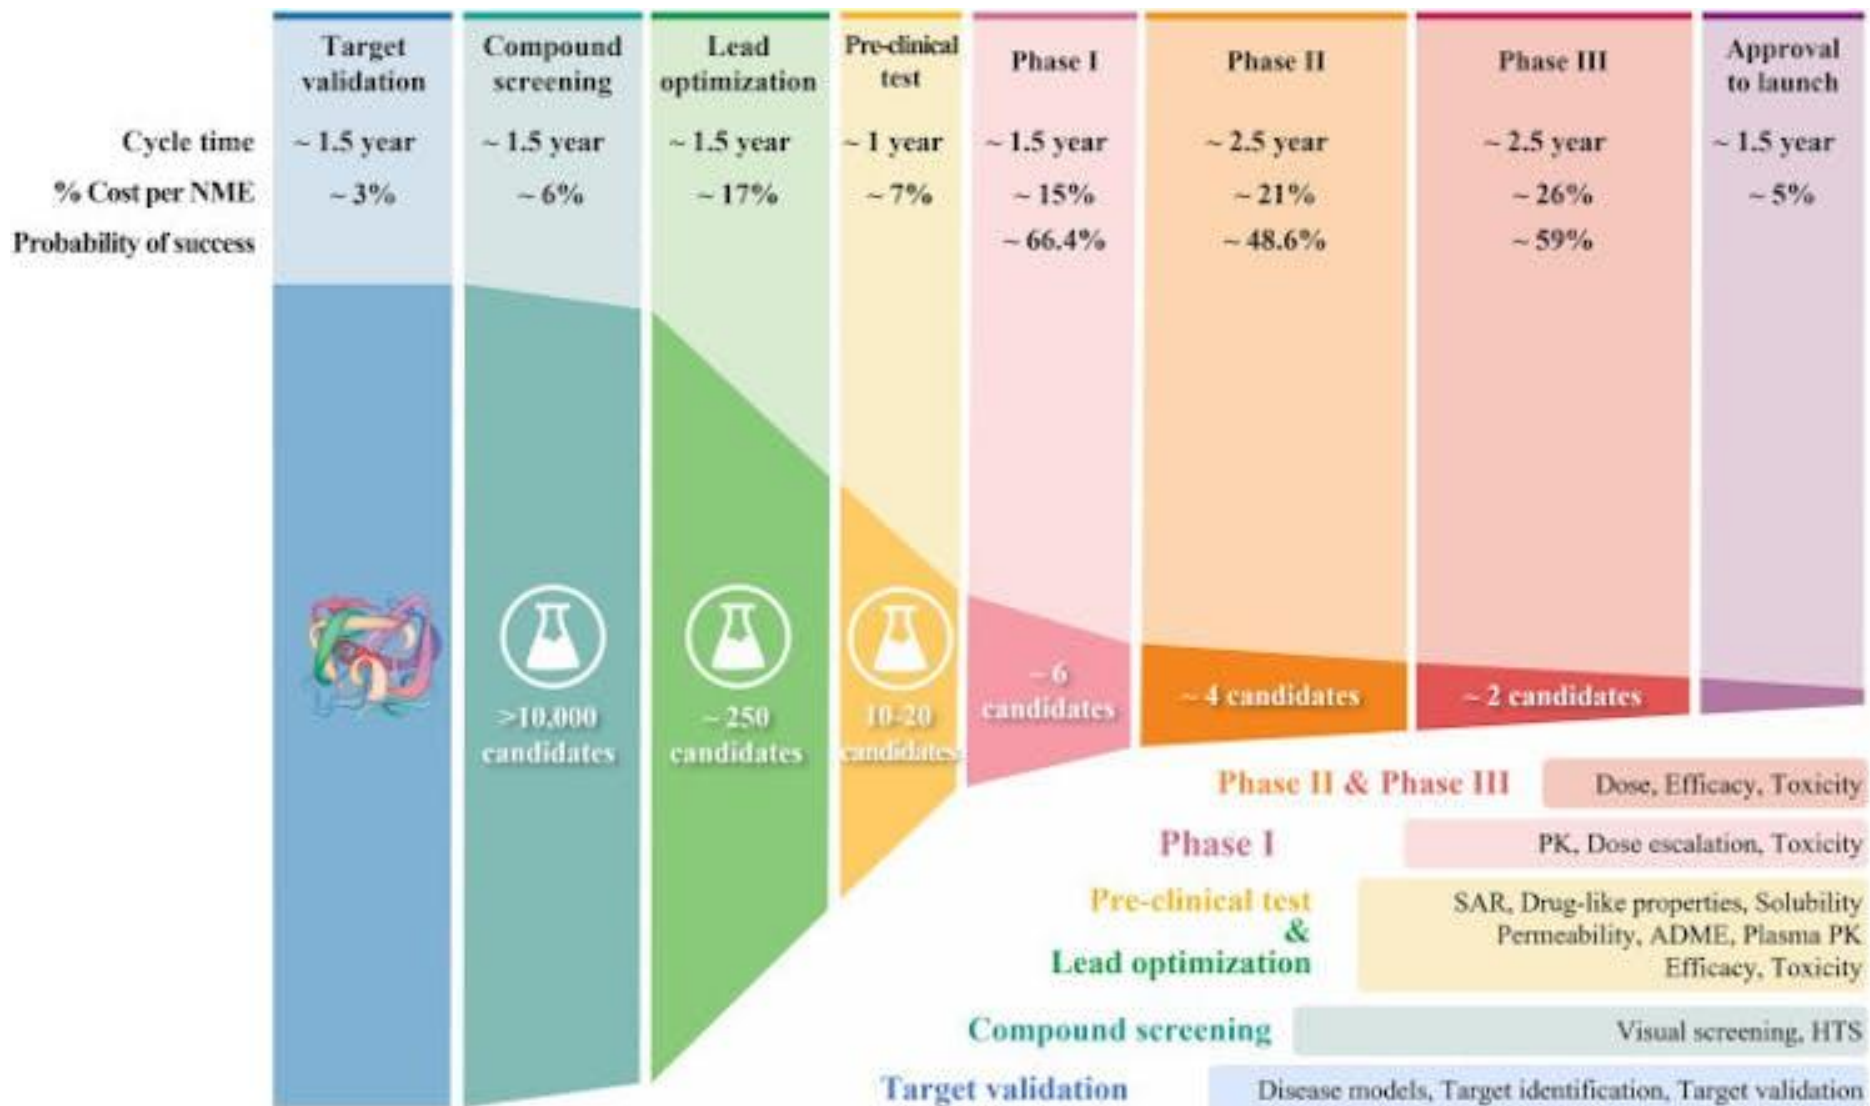 Target
validation
Compound
screening
Lead
optimization
Pre-clinical
test
Phase I
Phase II
Phase III
Approval
to launch
Cycle time ~ 1.5 year ~ 1.5 year ~ 1.5 year ~ 1 year ~ 1.5 year ~ 2.5 year ~ 2.5 year ~ 1.5 year
% Cost per NME ~ 3% ~ 6% ~ 17% ~ 7% ~ 15% ~ 21% ~ 26% ~ 5%
Probability of success ~ 66.4% ~ 48.6% ~ 59%
>10,000
candidates
~ 250
candidates
10-20
candidates
~ 6
candidates
~ 4 candidates
~ 2 candidates
Phase II & Phase III Dose, Efficacy, Toxicity
Phase I PK, Dose escalation, Toxicity
Pre-clinical test
&
Lead optimization
SAR, Drug-like properties, Solubility
Permeability, ADME, Plasma PK
Efficacy, Toxicity
Compound screening Visual screening, HTS
Target validation Disease models, Target identification, Target validation